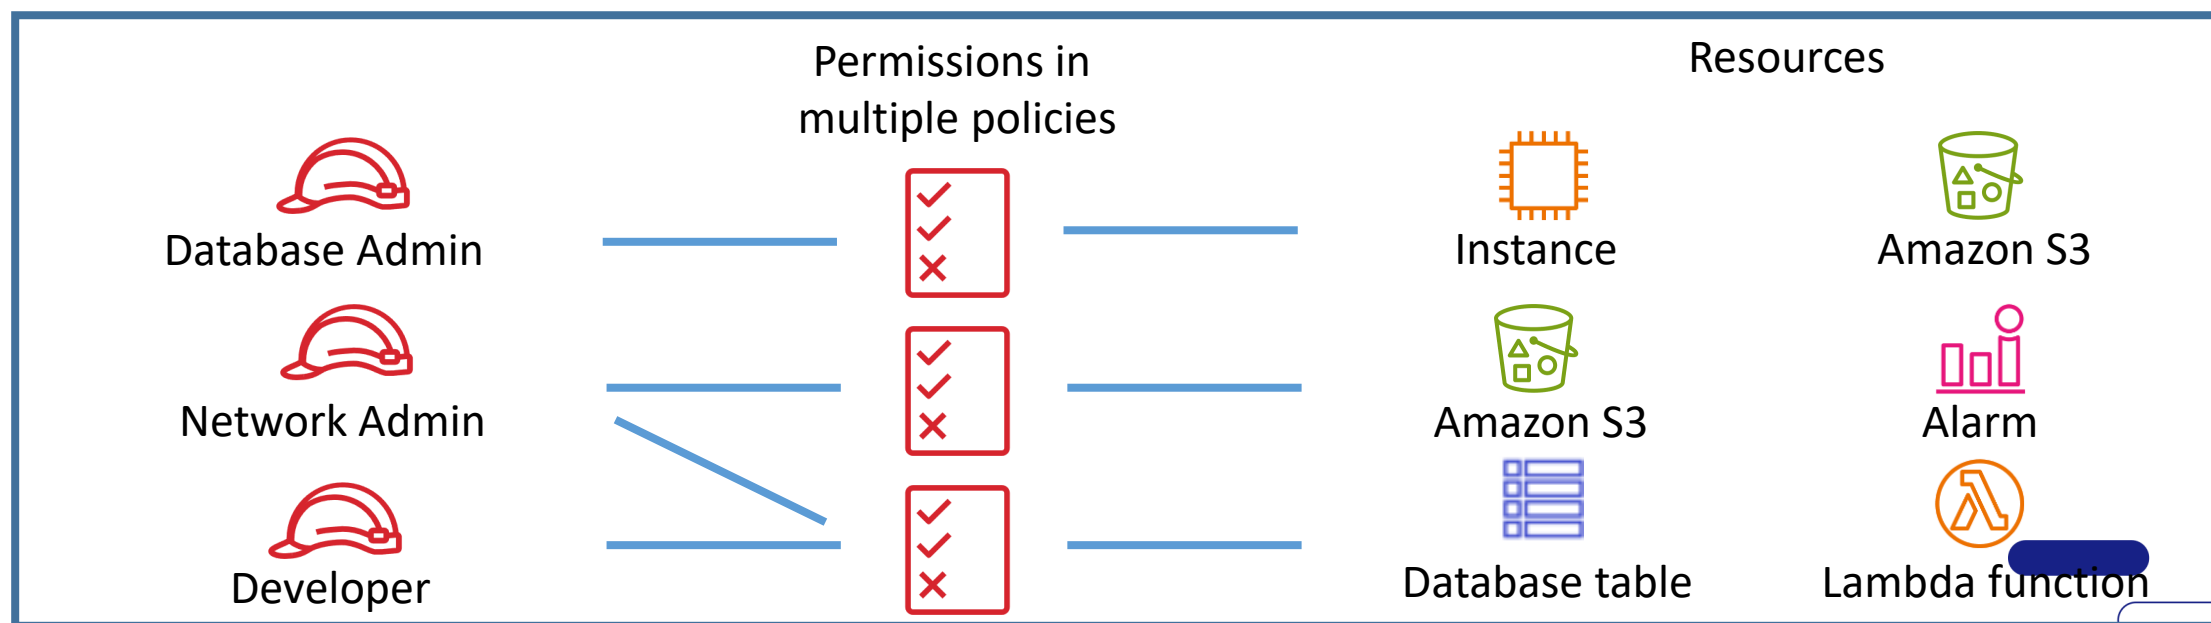 Permissions in
multiple policies
Resources
Database Admin
Instance
Amazon S3
Network Admin
Amazon S3
Alarm
Developer
Database table
Lambda function